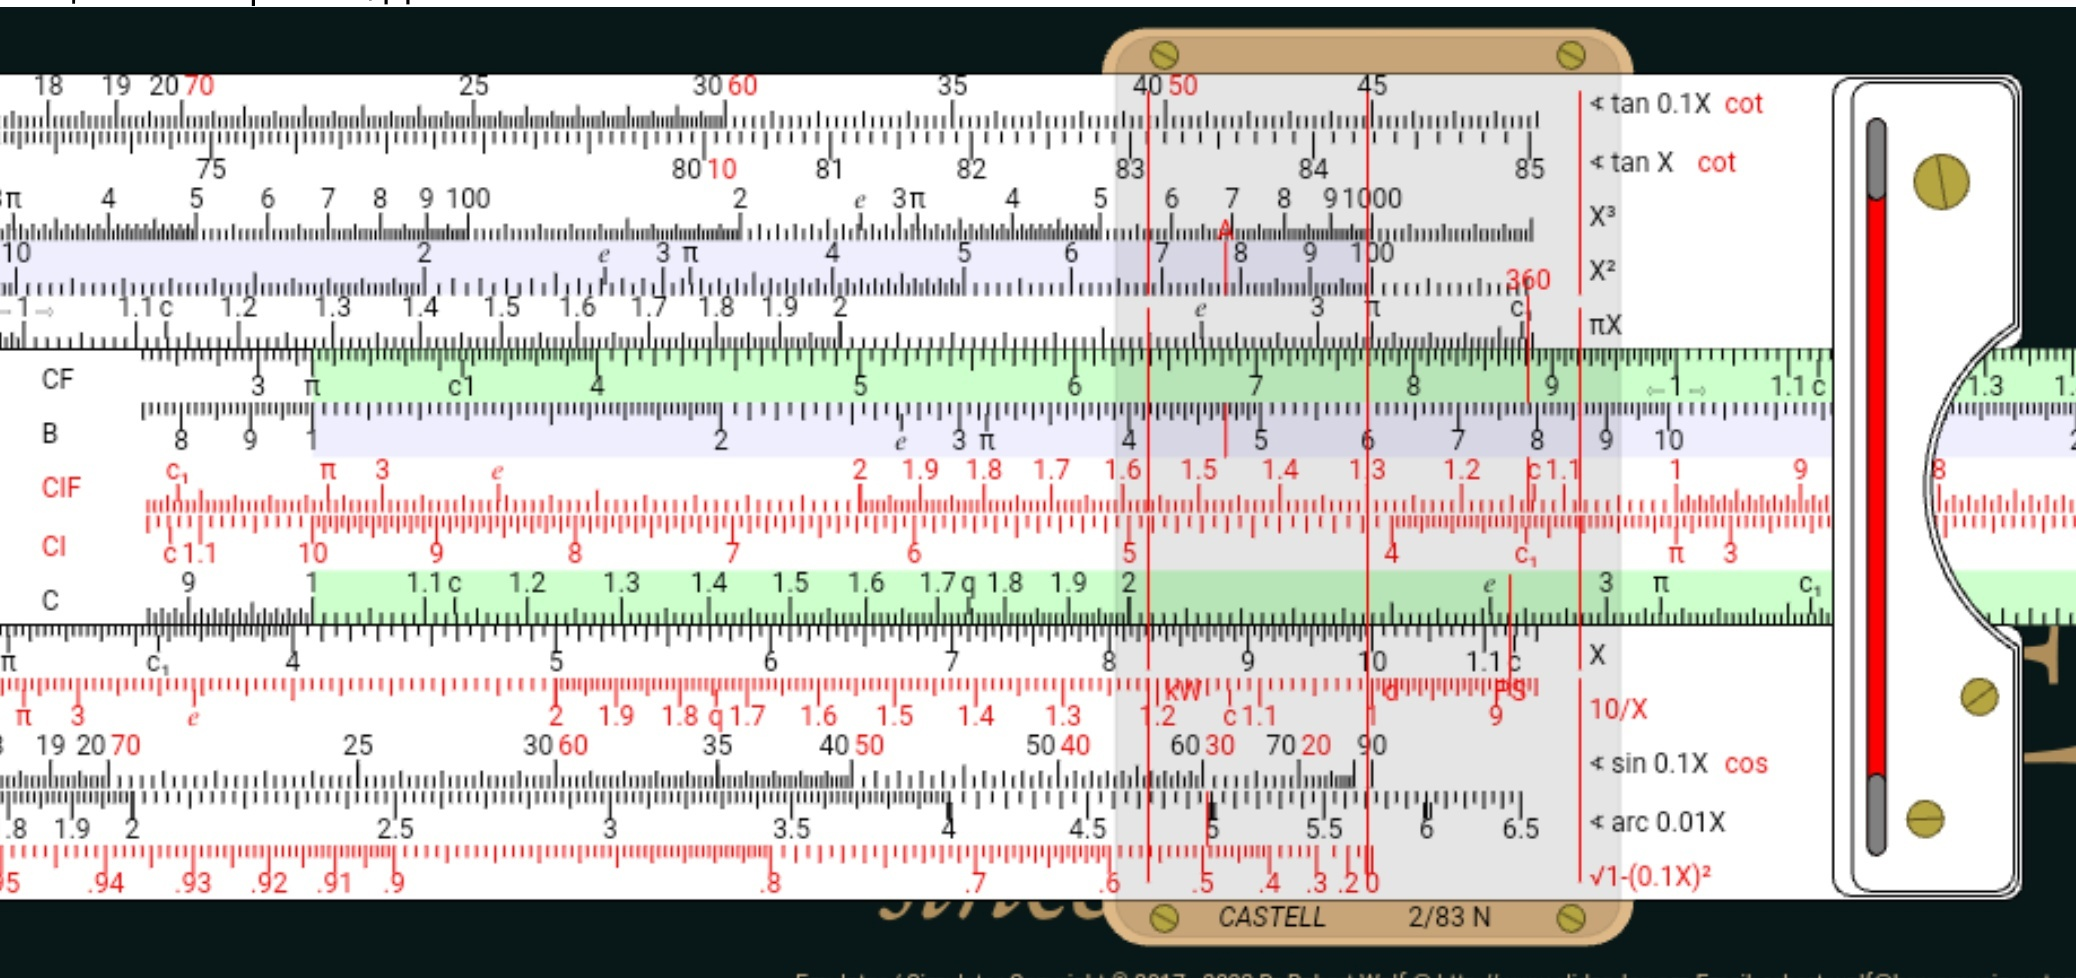 18 19 20 70 25 30 60 35 40 50 45 ∢ tan 0.1X cot
75 80 10 81 82 83 84 85 ∢ tan X cot
π 4 5 6 7 8 9 100 2 e 3 π 4 5 6 7 8 9 1000 X³
A
10 2 e 3 π 4 5 6 7 8 9 100 X²
360
←1→ 1.1 c 1.2 1.3 1.4 1.5 1.6 1.7 1.8 1.9 2 e 3 π c₁ πX
CF 3 π c1 4 5 6 7 8 9 ←1→ 1.1 c 1.3
B 8 9 1 2 e 3 π 4 5 6 7 8 9 10 2
CIF c₁ π 3 e 2 1.9 1.8 1.7 1.6 1.5 1.4 1.3 1.2 c 1.1 1 9 8
CI c 1.1 10 9 8 7 6 5 4 c₁ π 3
C 9 1 1.1 c 1.2 1.3 1.4 1.5 1.6 1.7 q 1.8 1.9 2 e 3 π c₁
π c₁ 4 5 6 7 8 9 10 1.1 c X
kW d PS
π 3 e 2 1.9 1.8 q 1.7 1.6 1.5 1.4 1.3 1.2 c 1.1 1 9 10/X
19 20 70 25 30 60 35 40 50 50 40 60 30 70 20 90 ∢ sin 0.1X cos
.8 1.9 2 2.5 3 3.5 4 4.5 5 5.5 6 6.5 ∢ arc 0.01X
.94 .93 .92 .91 .9 .8 .7 .6 .5 .4 .3 .2 0 √1-(0.1X)²
CASTELL 2/83 N